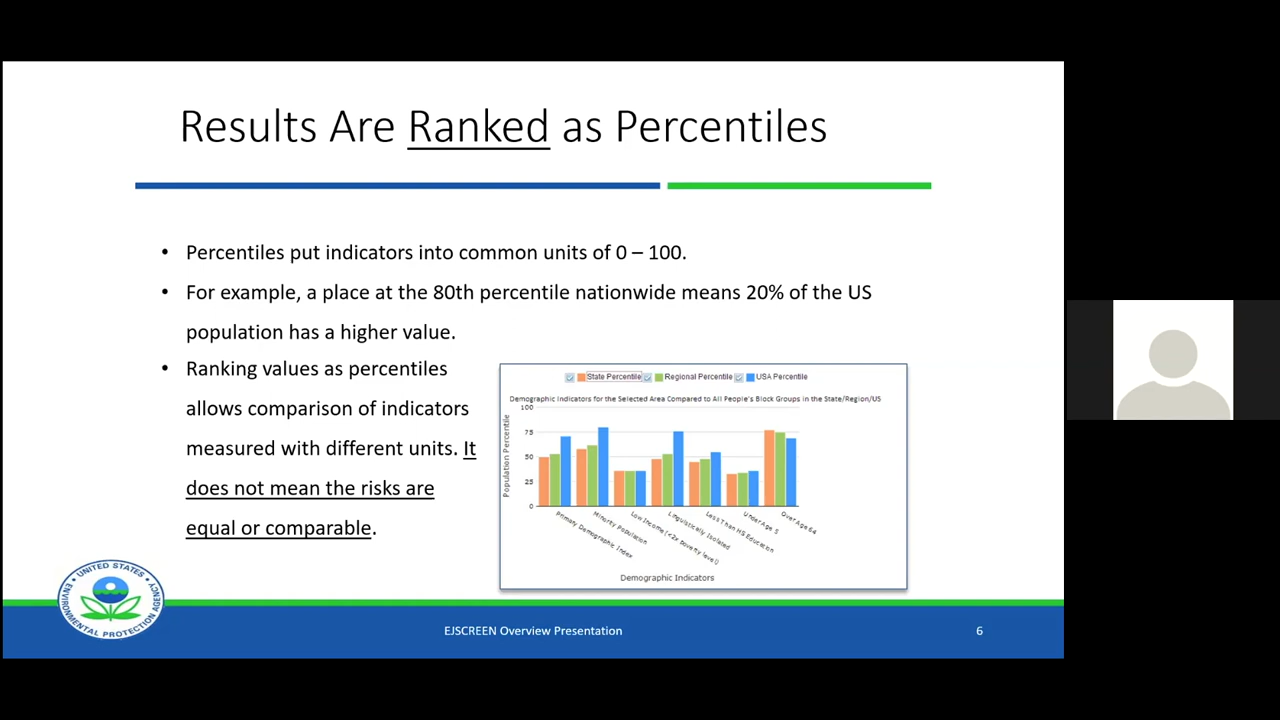 Results Are Ranked as Percentiles
• Percentiles put indicators into common units of 0 – 100.
• For example, a place at the 80th percentile nationwide means 20% of the US
population has a higher value.
• Ranking values as percentiles
allows comparison of indicators
measured with different units. It
does not mean the risks are
equal or comparable.
State Percentile Regional Percentile USA Percentile
Demographic Indicators for the Selected Area Compared to All People's Block Groups in the State/Region/US
Population Percentile
100
75
50
25
0
Primary Demographic Index
Minority Population
Low Income (<2x poverty level)
Linguistically Isolated
Less Than HS Education
Under Age 5
Over Age 64
Demographic Indicators
UNITED STATES
ENVIRONMENTAL PROTECTION AGENCY
EJSCREEN Overview Presentation
6